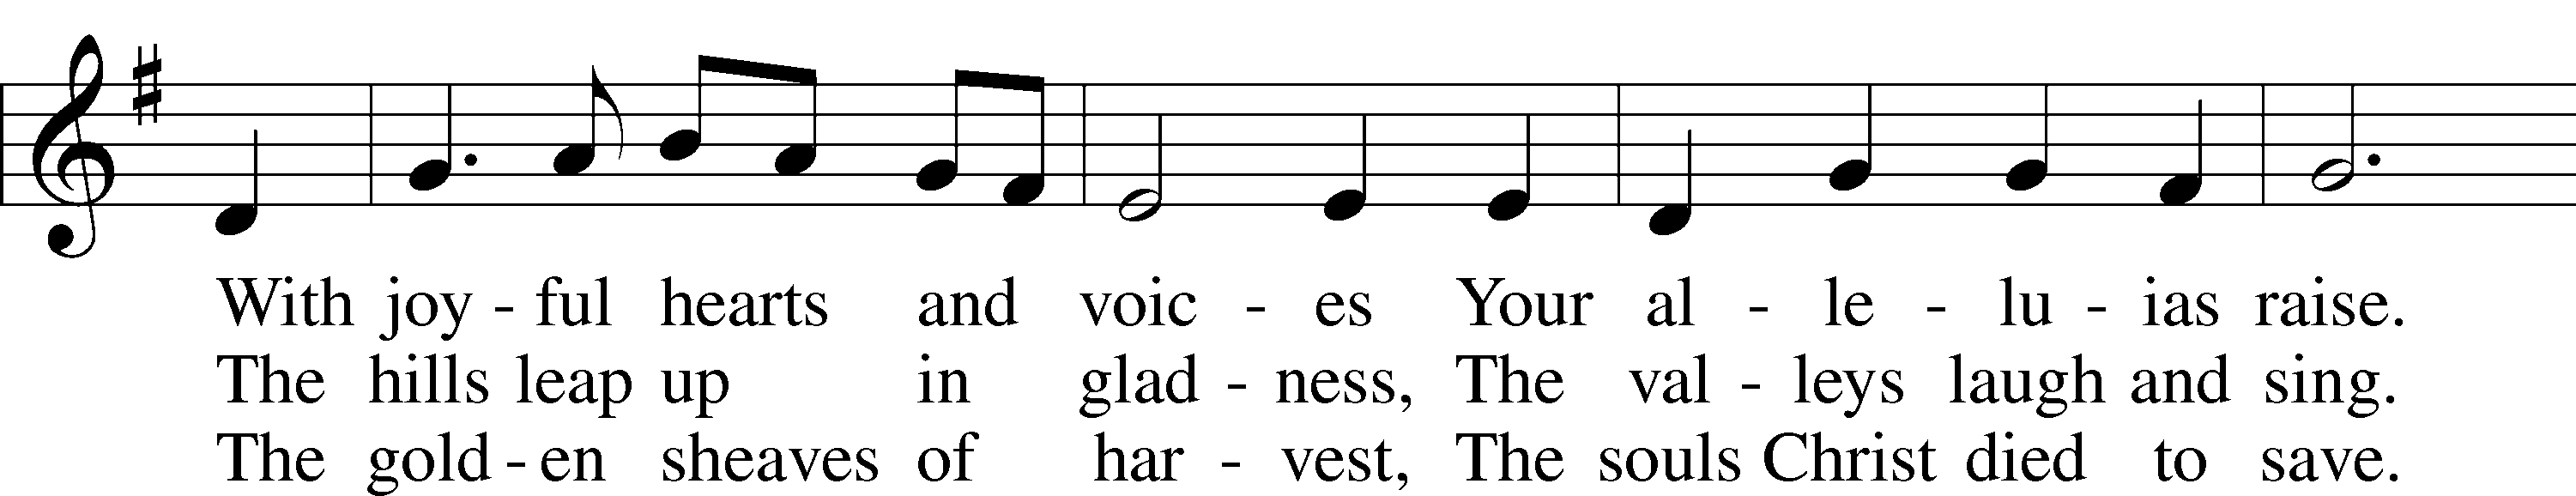 With joy - ful hearts and voic - es Your al - le - lu - ias raise.
The hills leap up in glad - ness, The val - leys laugh and sing.
The gold - en sheaves of har - vest, The souls Christ died to save.